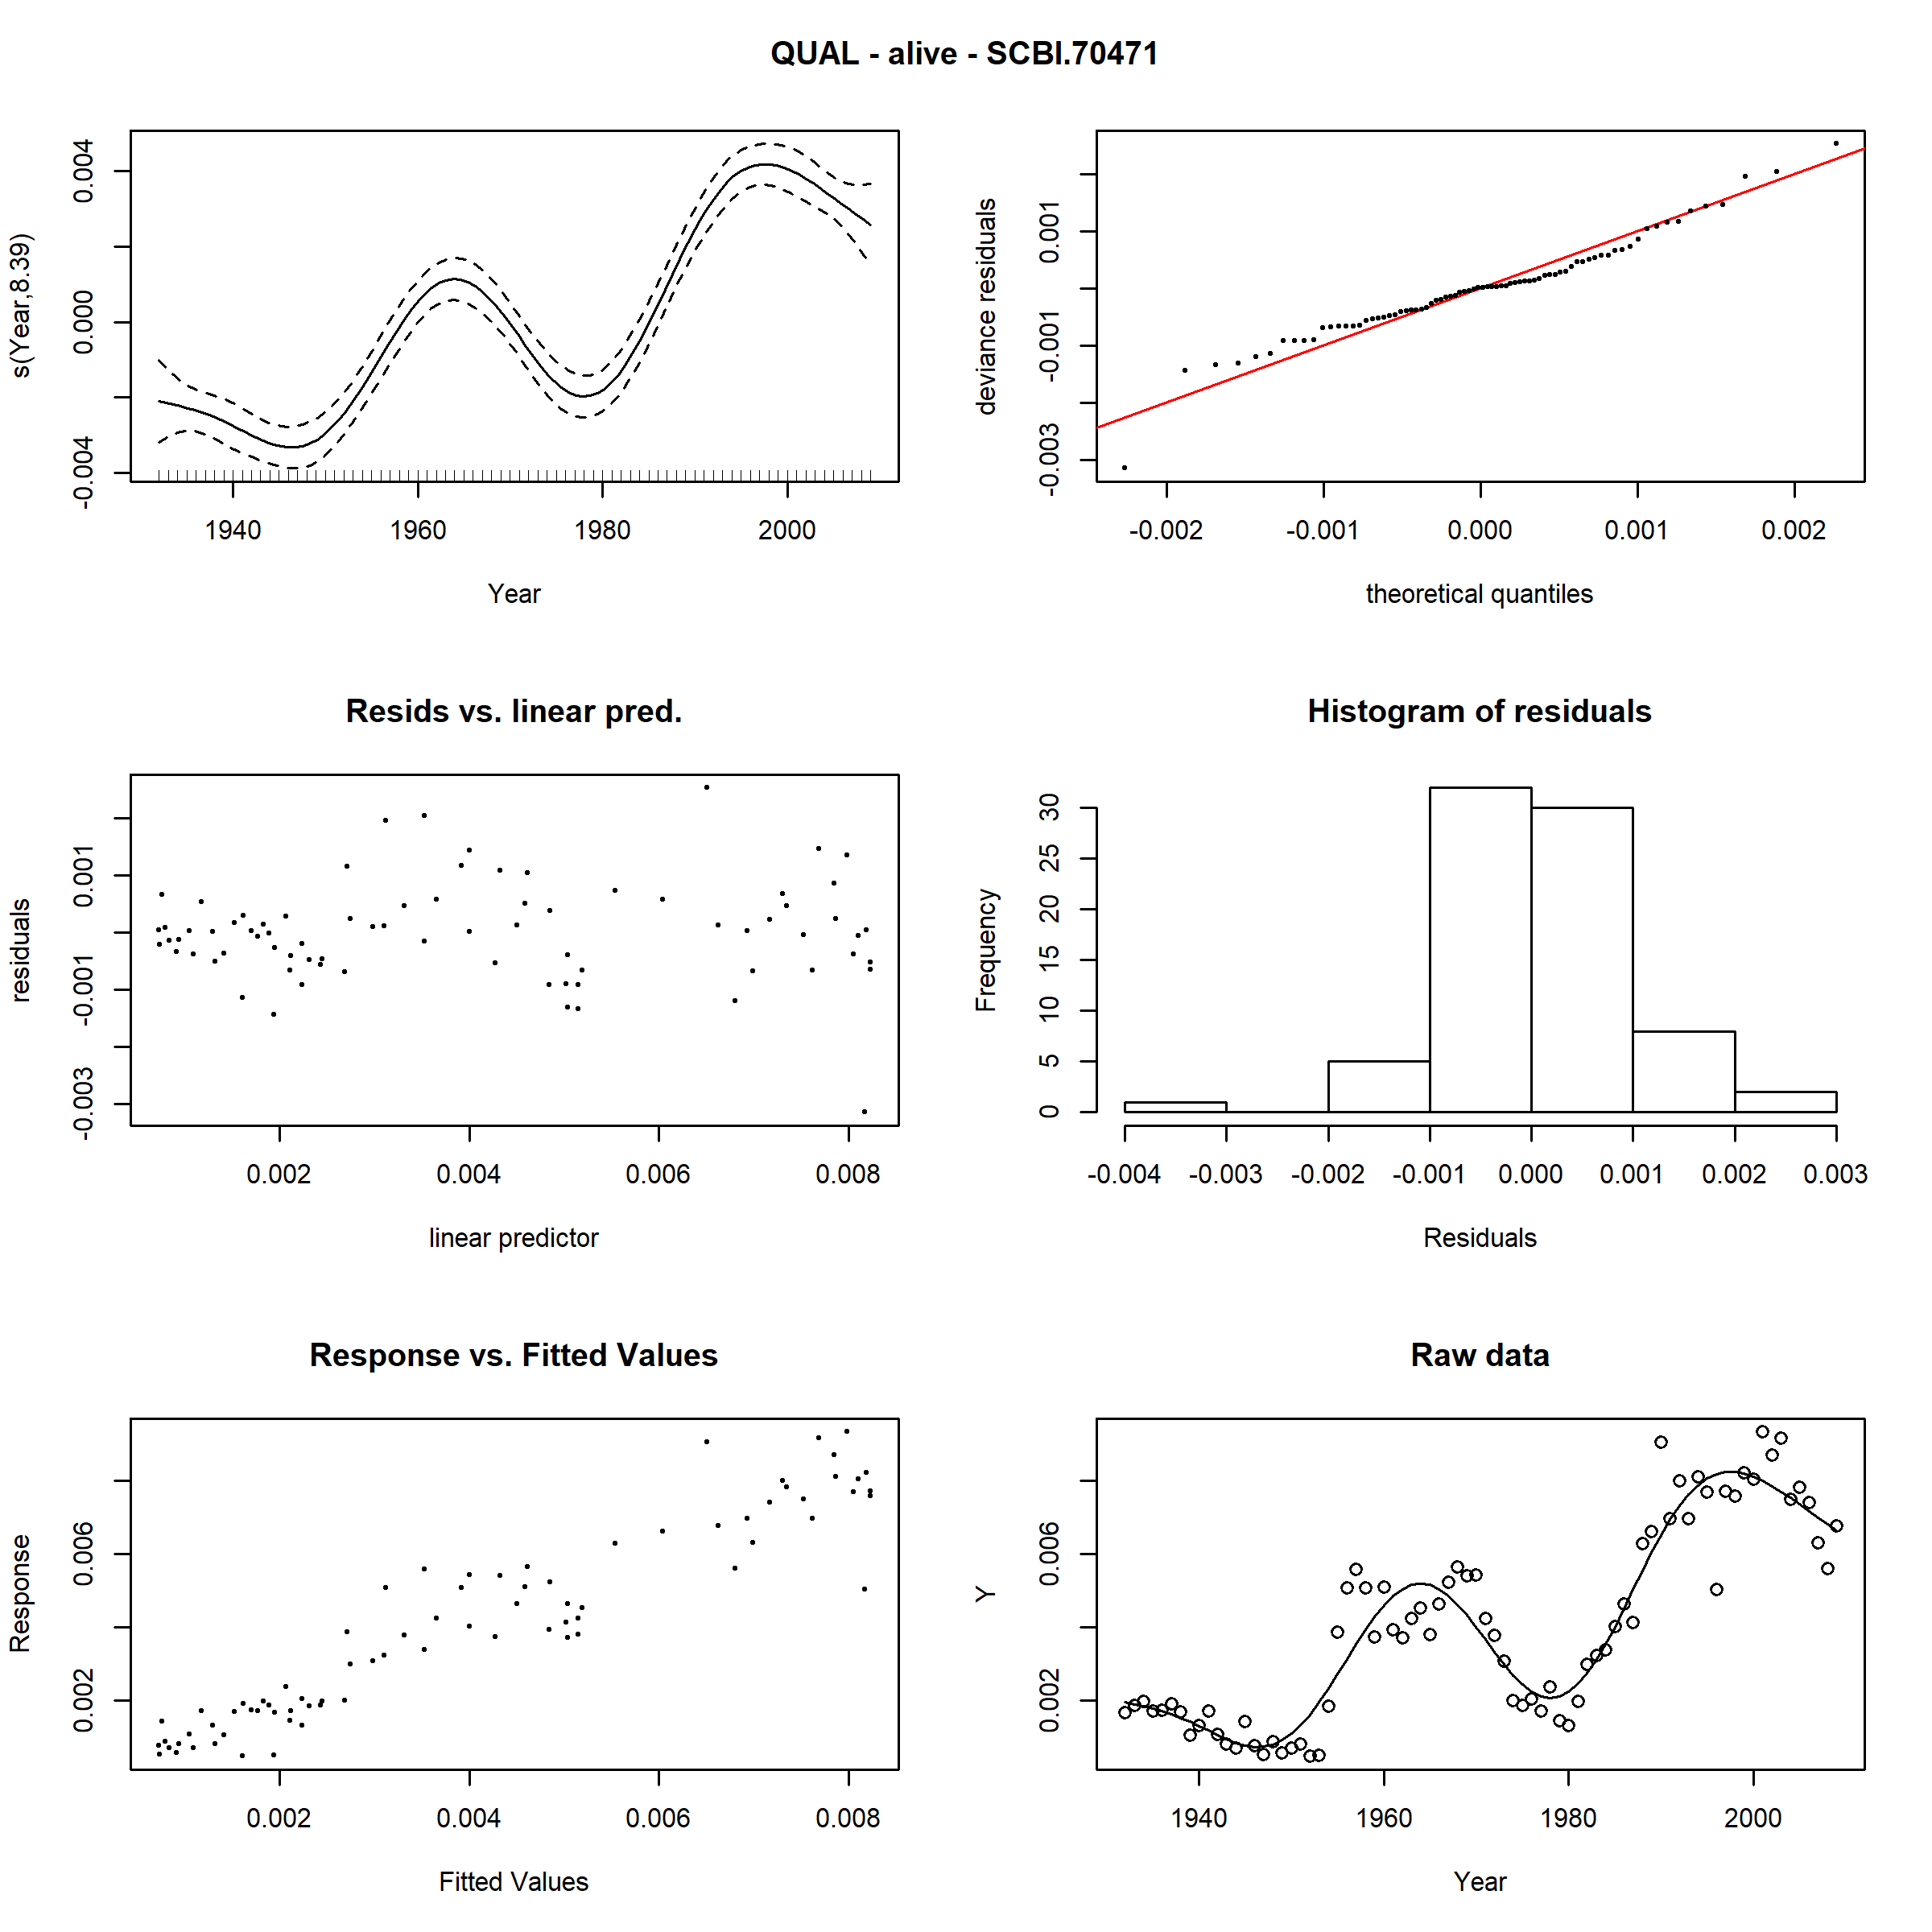 QUAL - alive - SCBI.70471
s(Year,8.39)
-0.004 0.000 0.004
1940 1960 1980 2000
Year
deviance residuals
-0.003 -0.001 0.001
-0.002 -0.001 0.000 0.001 0.002
theoretical quantiles
Resids vs. linear pred.
residuals
-0.003 -0.001 0.001
0.002 0.004 0.006 0.008
linear predictor
Histogram of residuals
Frequency
0 5 10 15 20 25 30
-0.004 -0.003 -0.002 -0.001 0.000 0.001 0.002 0.003
Residuals
Response vs. Fitted Values
Response
0.002 0.006
0.002 0.004 0.006 0.008
Fitted Values
Raw data
Y
0.002 0.006
1940 1960 1980 2000
Year